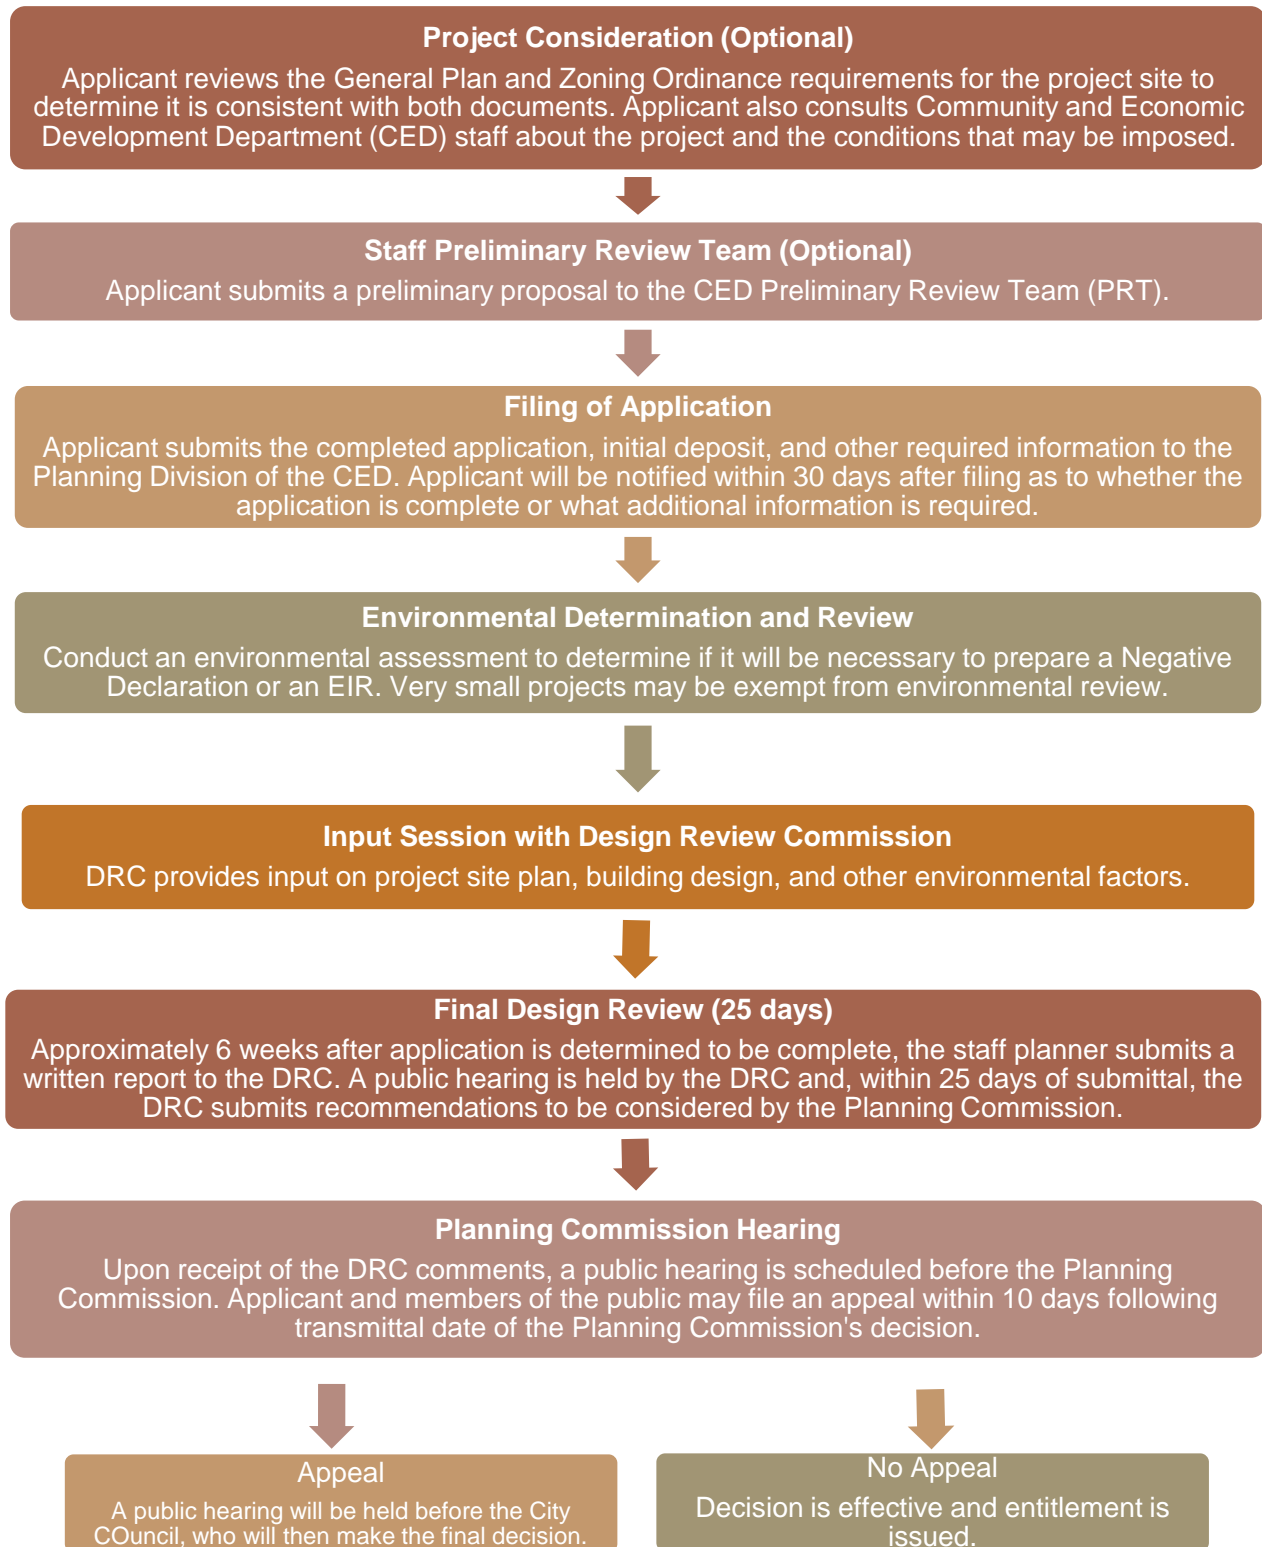 Project Consideration (Optional)
Applicant reviews the General Plan and Zoning Ordinance requirements for the project site to
determine it is consistent with both documents. Applicant also consults Community and Economic
Development Department (CED) staff about the project and the conditions that may be imposed.
Staff Preliminary Review Team (Optional)
Applicant submits a preliminary proposal to the CED Preliminary Review Team (PRT).
Filing of Application
Applicant submits the completed application, initial deposit, and other required information to the
Planning Division of the CED. Applicant will be notified within 30 days after filing as to whether the
application is complete or what additional information is required.
Environmental Determination and Review
Conduct an environmental assessment to determine if it will be necessary to prepare a Negative
Declaration or an EIR. Very small projects may be exempt from environmental review.
Input Session with Design Review Commission
DRC provides input on project site plan, building design, and other environmental factors.
Final Design Review (25 days)
Approximately 6 weeks after application is determined to be complete, the staff planner submits a
written report to the DRC. A public hearing is held by the DRC and, within 25 days of submittal, the
DRC submits recommendations to be considered by the Planning Commission.
Planning Commission Hearing
Upon receipt of the DRC comments, a public hearing is scheduled before the Planning
Commission. Applicant and members of the public may file an appeal within 10 days following
transmittal date of the Planning Commission's decision.
Appeal
A public hearing will be held before the City
COuncil, who will then make the final decision.
No Appeal
Decision is effective and entitlement is
issued.